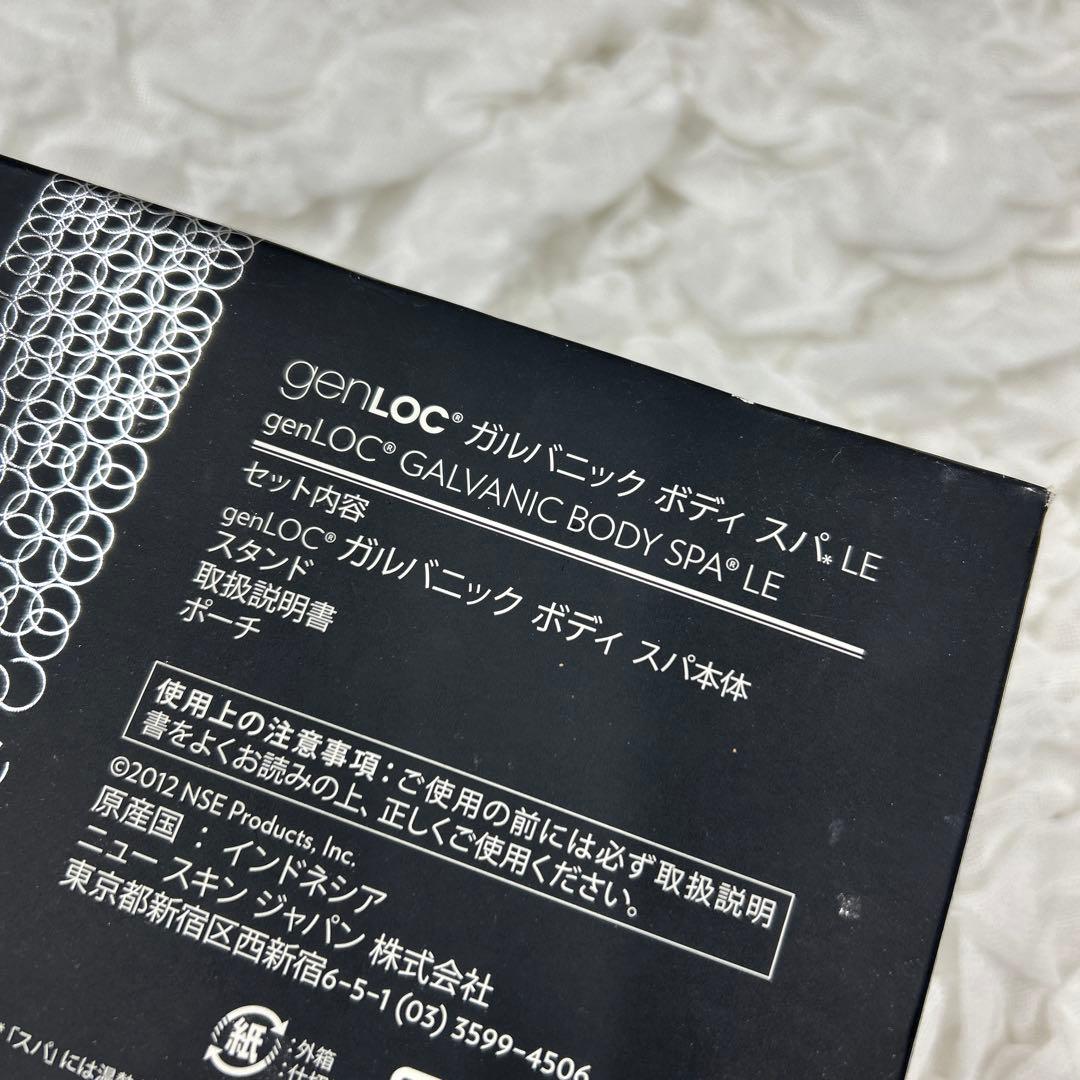 genLOC® ガルバニック ボディ スパ* LE
genLOC® GALVANIC BODY SPA® LE
セット内容
genLOC® ガルバニック ボディ スパ本体
スタンド
取扱説明書
ポーチ
使用上の注意事項：ご使用の前には必ず取扱説明
書をよくお読みの上、正しくご使用ください。
©2012 NSE Products, Inc.
原産国：インドネシア
ニュー スキン ジャパン 株式会社
東京都新宿区西新宿6-5-1 (03) 3599-4506
紙
：外箱
*「スパ」には温